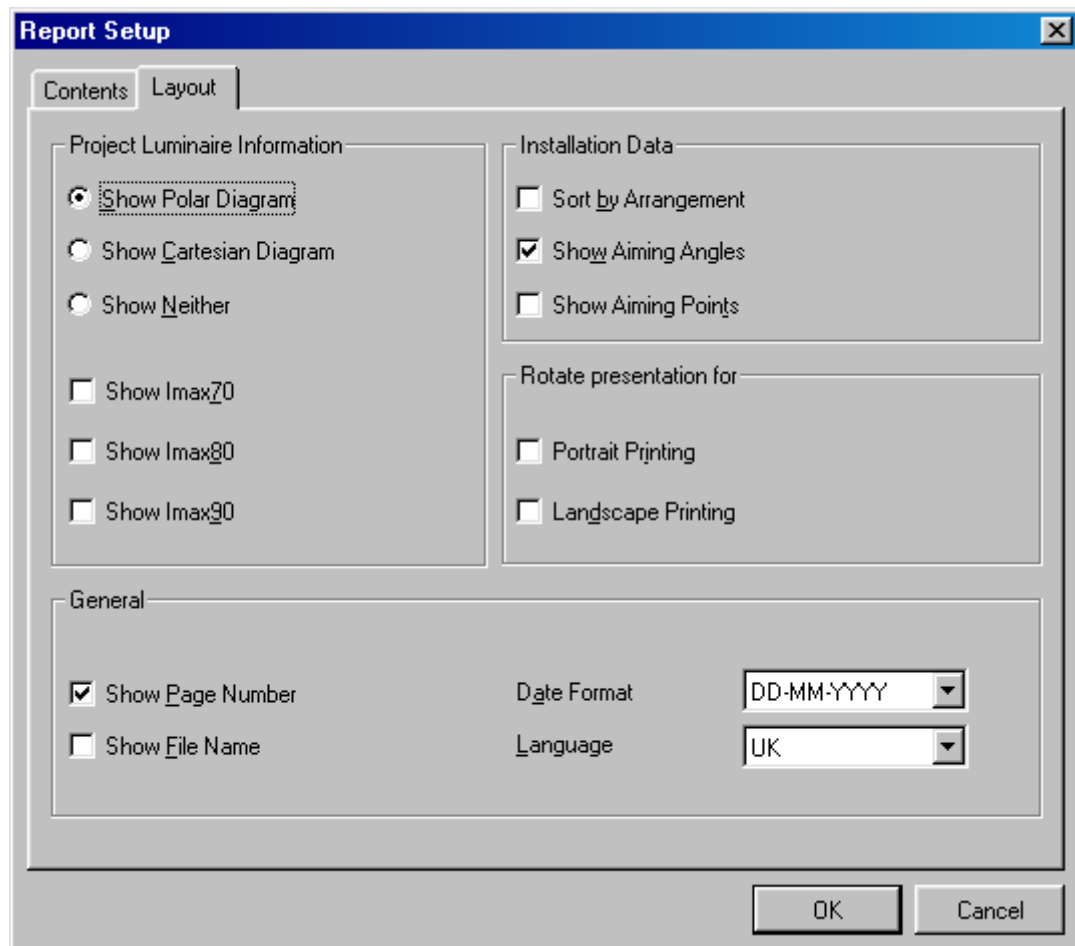 Report Setup
Contents
Layout
Project Luminaire Information
Show Polar Diagram
Show Cartesian Diagram
Show Neither
Show Imax70
Show Imax80
Show Imax90
Installation Data
Sort by Arrangement
Show Aiming Angles
Show Aiming Points
Rotate presentation for
Portrait Printing
Landscape Printing
General
Show Page Number
Show File Name
Date Format
DD-MM-YYYY
Language
UK
OK
Cancel